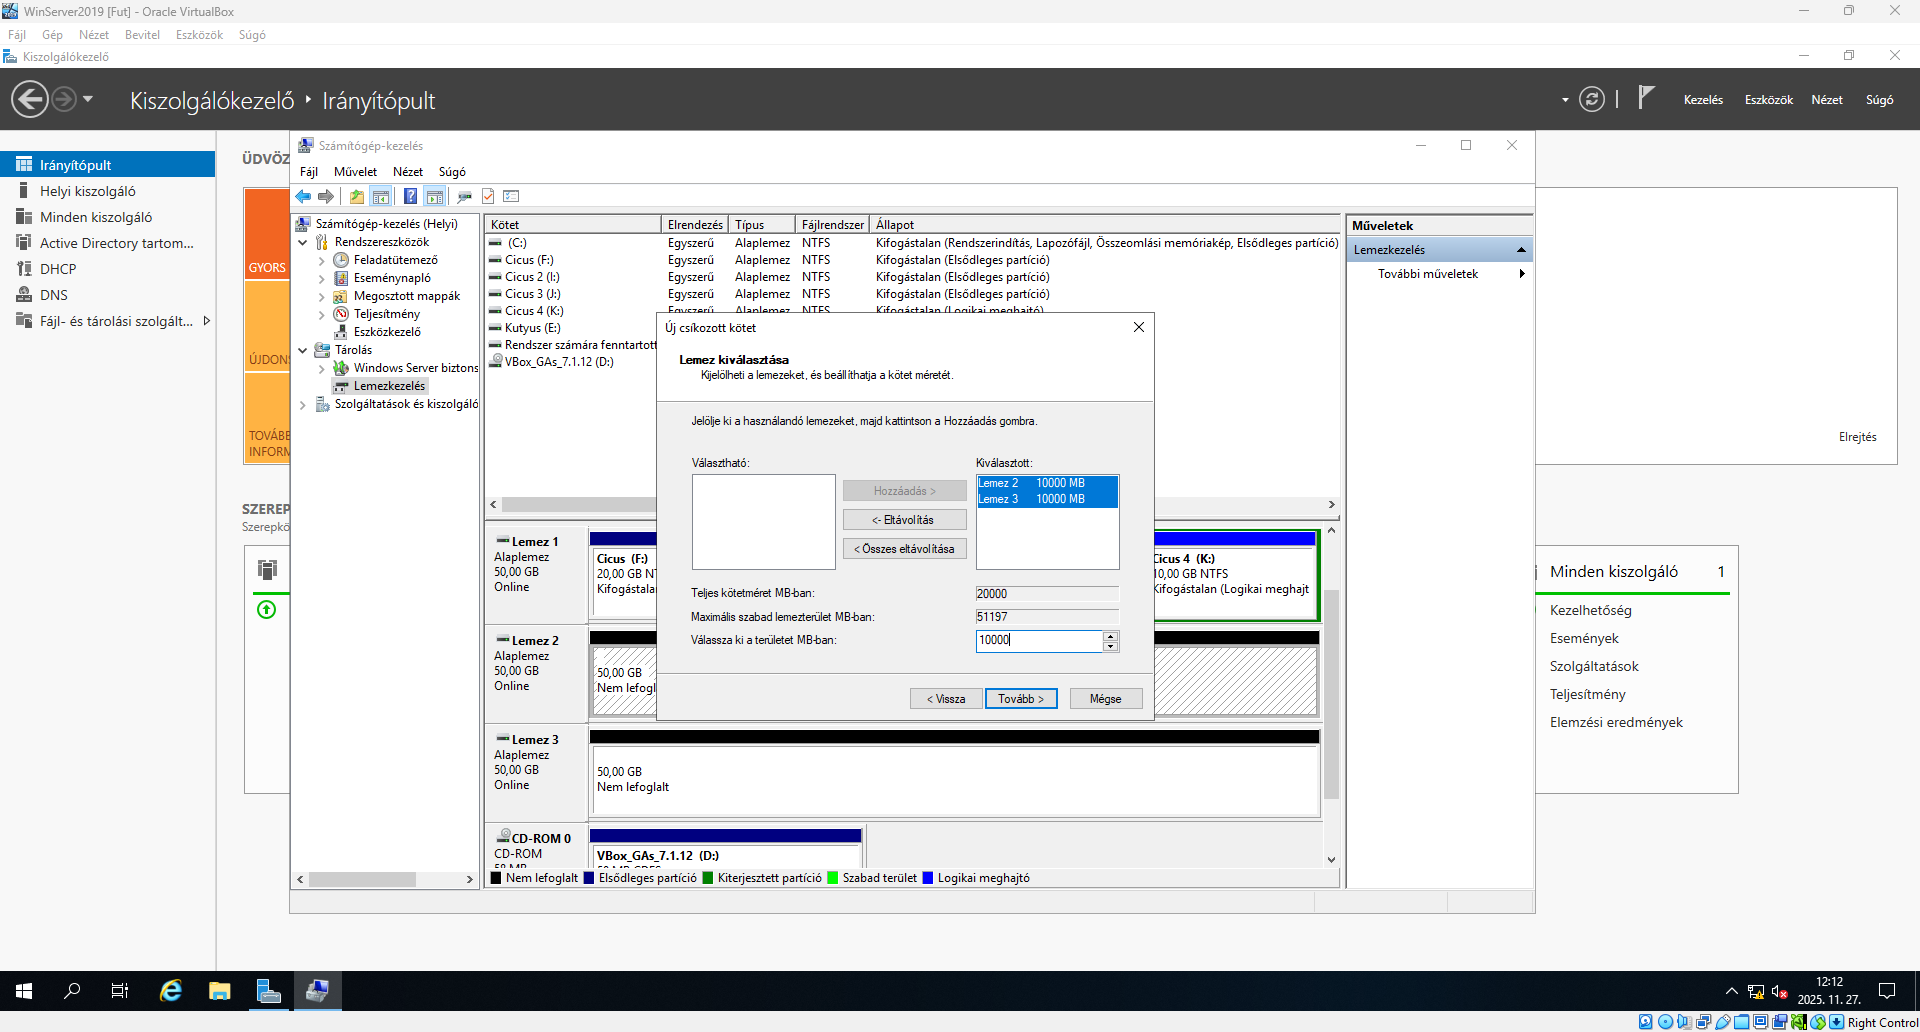 WinServer2019 [Fut] - Oracle VirtualBox
Fájl Gép Nézet Bevitel Eszközök Súgó
Kiszolgálókezelő
Kiszolgálókezelő ‣ Irányítópult
Kezelés Eszközök Nézet Súgó
Irányítópult
Helyi kiszolgáló
Minden kiszolgáló
Active Directory tartom...
DHCP
DNS
Fájl- és tárolási szolgált...
ÜDVÖZ
GYORS
ÚJDONS
TOVÁBB
INFORM
Elrejtés
SZEREP
Szerepkö
Számítógép-kezelés
Fájl Művelet Nézet Súgó
Számítógép-kezelés (Helyi)
Rendszereszközök
Feladatütemező
Eseménynapló
Megosztott mappák
Teljesítmény
Eszközkezelő
Tárolás
Windows Server biztons
Lemezkezelés
Szolgáltatások és kiszolgáló
Kötet Elrendezés Típus Fájlrendszer Állapot
(C:) Egyszerű Alaplemez NTFS Kifogástalan (Rendszerindítás, Lapozófájl, Összeomlási memóriakép, Elsődleges partíció)
Cicus (F:) Egyszerű Alaplemez NTFS Kifogástalan (Elsődleges partíció)
Cicus 2 (I:) Egyszerű Alaplemez NTFS Kifogástalan (Elsődleges partíció)
Cicus 3 (J:) Egyszerű Alaplemez NTFS Kifogástalan (Elsődleges partíció)
Cicus 4 (K:) Egyszerű Alaplemez NTFS Kifogástalan (Logikai meghajtó)
Kutyus (E:)
Rendszer számára fenntartott
VBox_GAs_7.1.12 (D:)
Műveletek
Lemezkezelés
További műveletek
Új csíkozott kötet
Lemez kiválasztása
Kijelölheti a lemezeket, és beállíthatja a kötet méretét.
Jelölje ki a használandó lemezeket, majd kattintson a Hozzáadás gombra.
Választható:
Kiválasztott:
Hozzáadás >
<- Eltávolítás
< Összes eltávolítása
Lemez 2 10000 MB
Lemez 3 10000 MB
Teljes kötetméret MB-ban: 20000
Maximális szabad lemezterület MB-ban: 51197
Válassza ki a területet MB-ban: 10000
< Vissza Tovább > Mégse
Lemez 1
Alaplemez
50,00 GB
Online
Cicus (F:)
20,00 GB NT
Kifogástalan
Cicus 4 (K:)
10,00 GB NTFS
Kifogástalan (Logikai meghajt
Lemez 2
Alaplemez
50,00 GB
Online
50,00 GB
Nem lefogl
Lemez 3
Alaplemez
50,00 GB
Online
50,00 GB
Nem lefoglalt
CD-ROM 0
CD-ROM
58 MB
VBox_GAs_7.1.12 (D:)
Nem lefoglalt Elsődleges partíció Kiterjesztett partíció Szabad terület Logikai meghajtó
Minden kiszolgáló 1
Kezelhetőség
Események
Szolgáltatások
Teljesítmény
Elemzési eredmények
12:12
2025. 11. 27.
Right Control